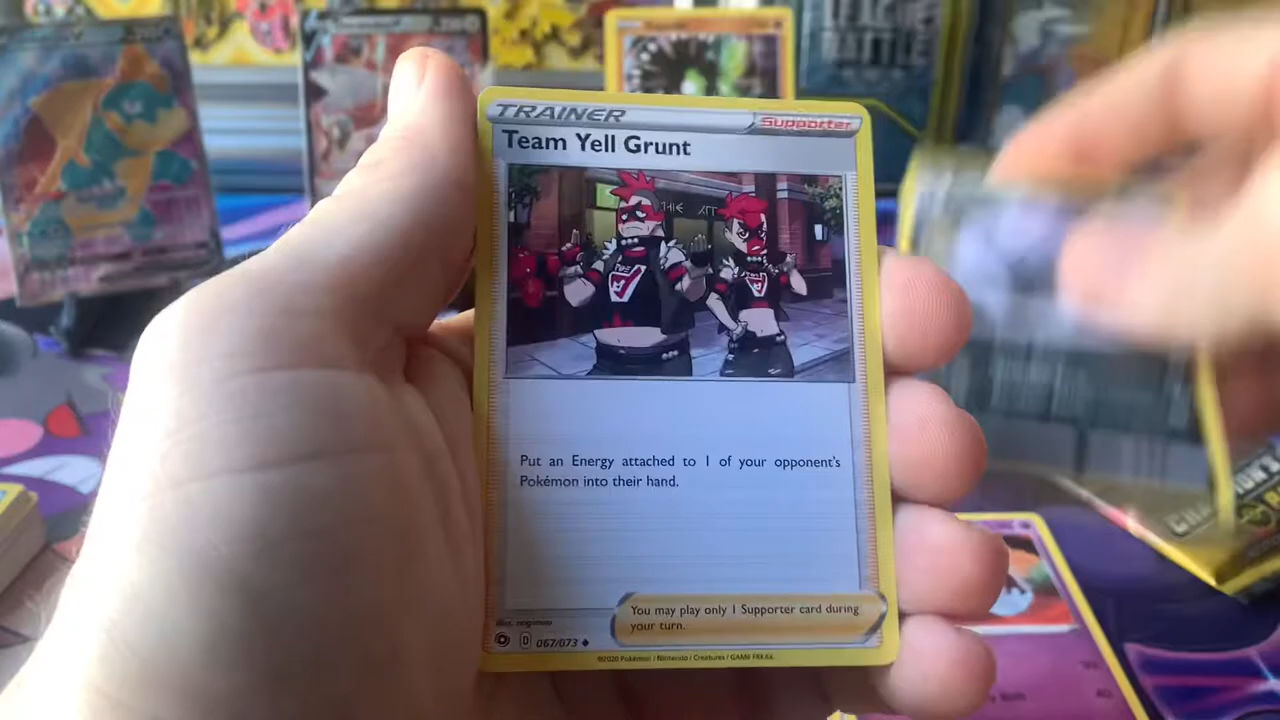 TRAINER
Supporter
Team Yell Grunt
Put an Energy attached to 1 of your opponent's
Pokémon into their hand.
You may play only 1 Supporter card during
your turn.
D 067/073
©2020 Pokémon / Nintendo / Creatures / GAME FREAK
BATTLE